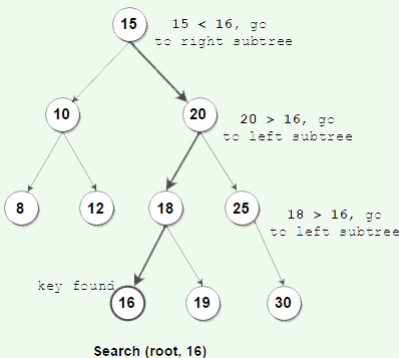 15
15 < 16, go
to right subtree
10
20
20 > 16, go
to left subtree
8
12
18
25
18 > 16, go
to left subtree
key found
16
19
30
Search (root, 16)